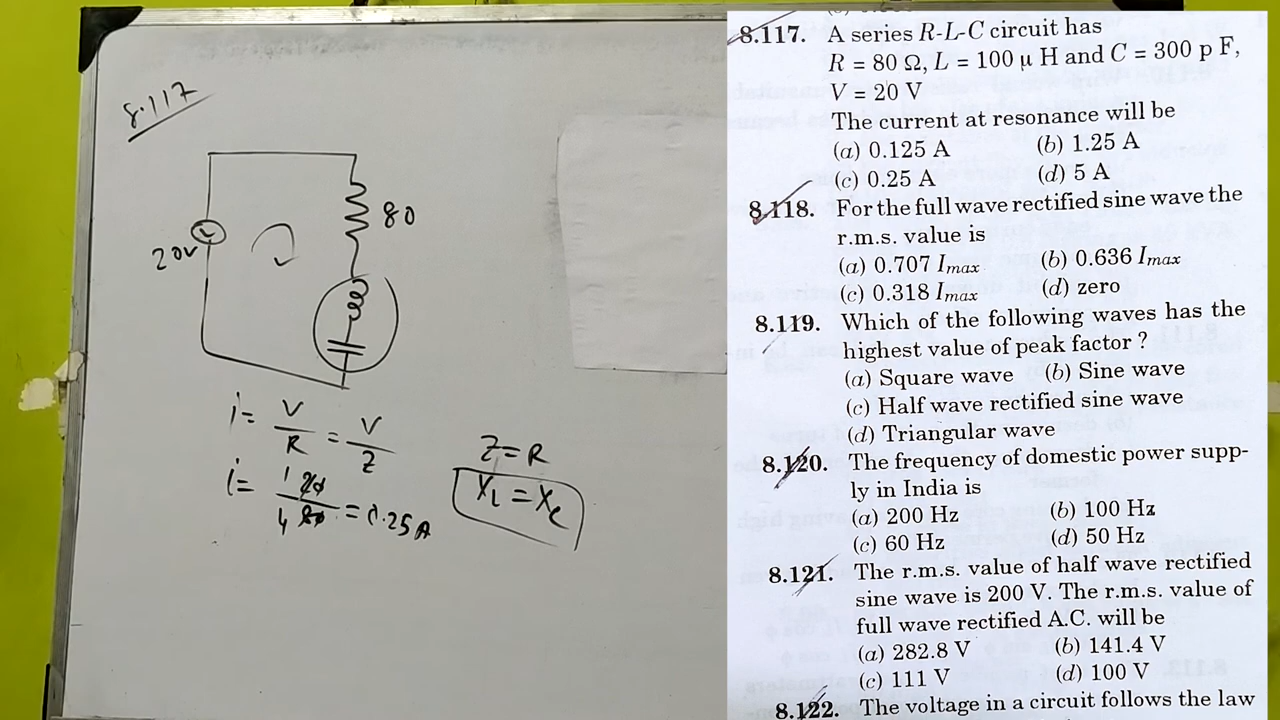 8.117
20v
80
i = V/R = V/Z
i = 1 20 / 4 80 = 0.25A
Z = R
XL = Xc
8.117. A series R-L-C circuit has
R = 80 Ω, L = 100 μ H and C = 300 p F,
V = 20 V
The current at resonance will be
(a) 0.125 A (b) 1.25 A
(c) 0.25 A (d) 5 A
8.118. For the full wave rectified sine wave the
r.m.s. value is
(a) 0.707 Imax (b) 0.636 Imax
(c) 0.318 Imax (d) zero
8.119. Which of the following waves has the
highest value of peak factor ?
(a) Square wave (b) Sine wave
(c) Half wave rectified sine wave
(d) Triangular wave
8.120. The frequency of domestic power supp-
ly in India is
(a) 200 Hz (b) 100 Hz
(c) 60 Hz (d) 50 Hz
8.121. The r.m.s. value of half wave rectified
sine wave is 200 V. The r.m.s. value of
full wave rectified A.C. will be
(a) 282.8 V (b) 141.4 V
(c) 111 V (d) 100 V
8.122. The voltage in a circuit follows the law